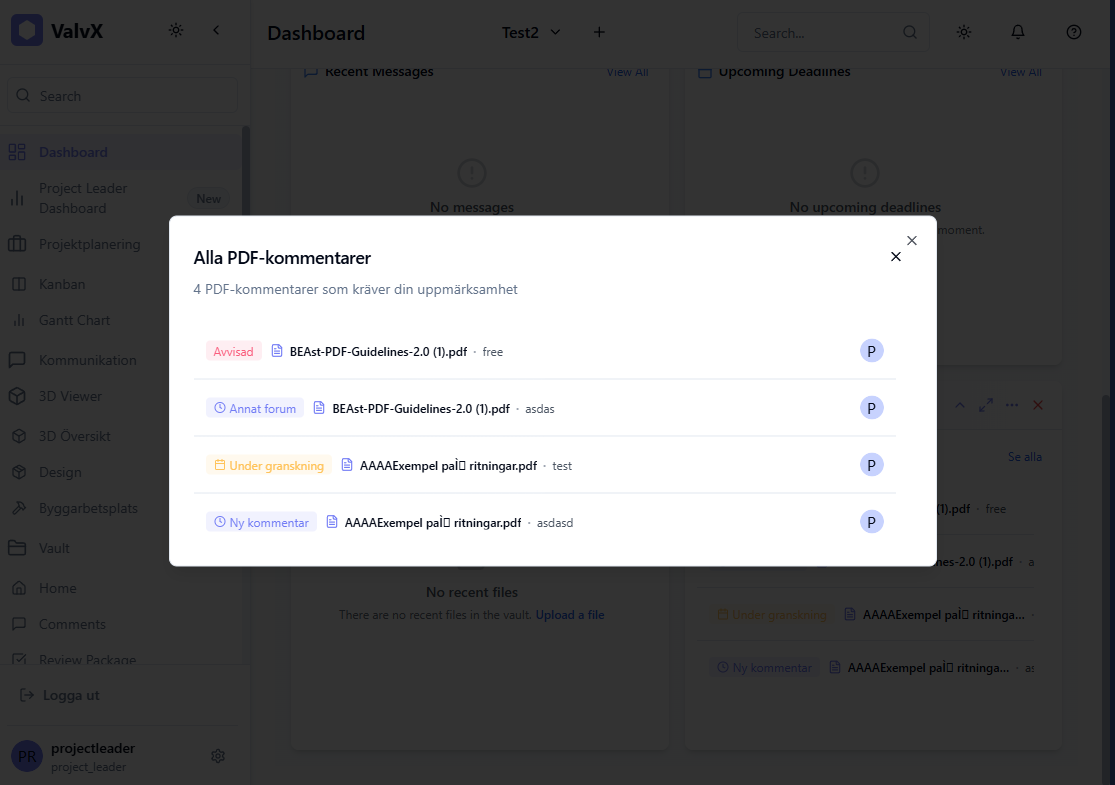 ValvX
Dashboard
Test2
Search...
Search
Recent Messages
View All
Upcoming Deadlines
View All
Dashboard
Project Leader
Dashboard
New
Projektplanering
Kanban
Gantt Chart
Kommunikation
3D Viewer
3D Översikt
Design
Byggarbetsplats
Vault
Home
Comments
Review Package
Logga ut
PR
projectleader
project_leader
No messages
No upcoming deadlines
moment.
Alla PDF-kommentarer
4 PDF-kommentarer som kräver din uppmärksamhet
Avvisad BEAst-PDF-Guidelines-2.0 (1).pdf · free P
Annat forum BEAst-PDF-Guidelines-2.0 (1).pdf · asdas P
Under granskning AAAAExempel paÌ ritningar.pdf · test P
Ny kommentar AAAAExempel paÌ ritningar.pdf · asdasd P
Se alla
(1).pdf · free
nes-2.0 (1).pdf · a
Under granskning AAAAExempel paÌ ritninga... ·
Ny kommentar AAAAExempel paÌ ritninga... · as
No recent files
There are no recent files in the vault. Upload a file